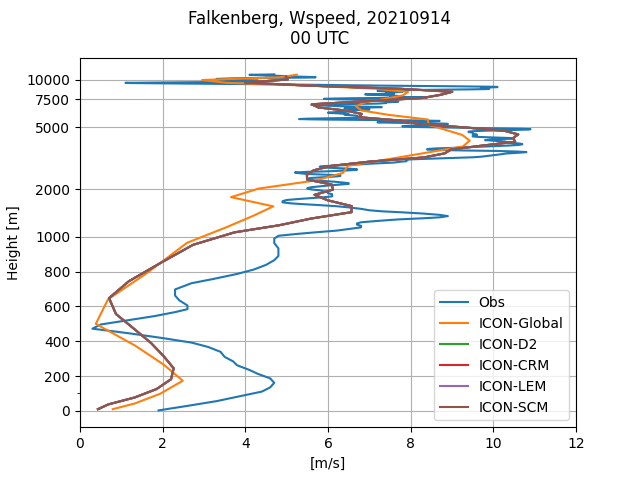 Falkenberg, Wspeed, 20210914
00 UTC
10000
7500
5000
2000
1000
800
600
400
200
0
Height [m]
Obs
ICON-Global
ICON-D2
ICON-CRM
ICON-LEM
ICON-SCM
0 2 4 6 8 10 12
[m/s]